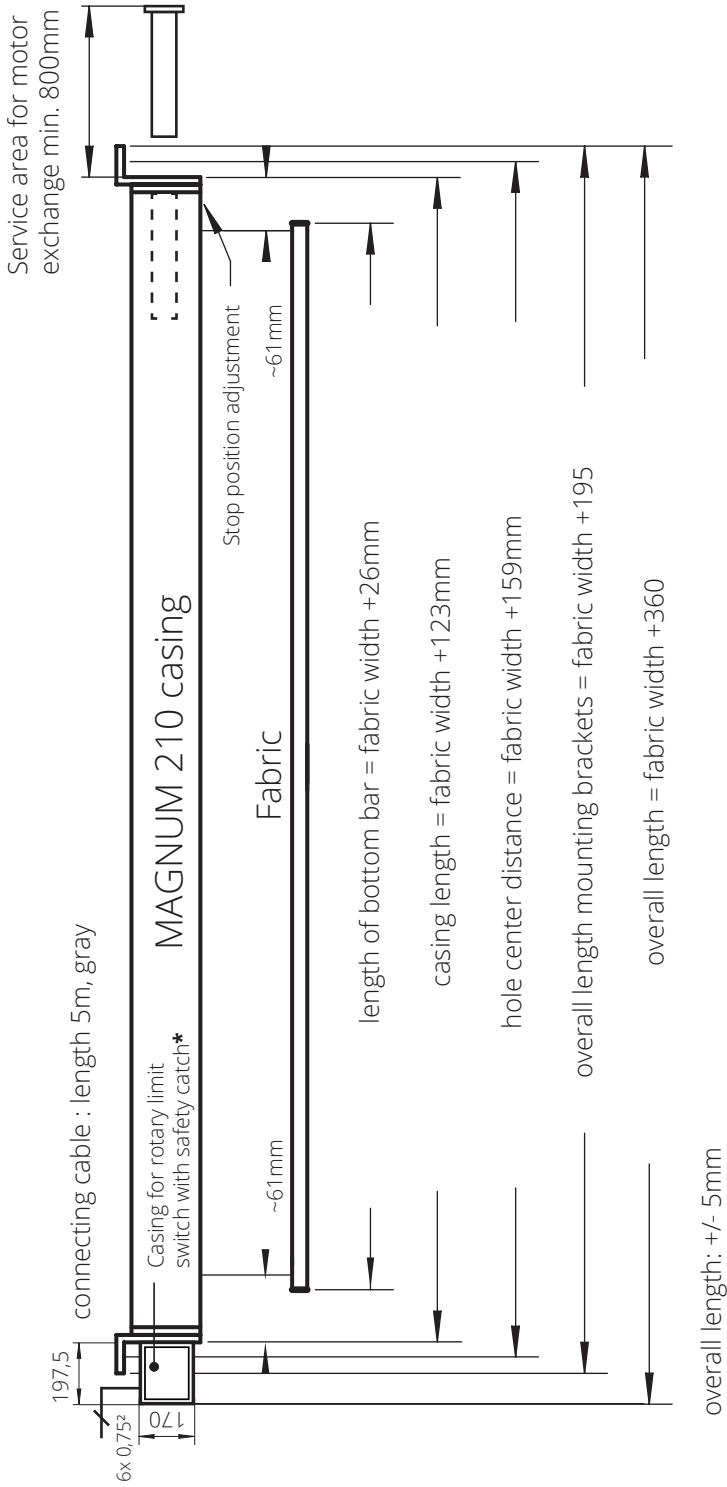 Service area for motor
exchange min. 800mm
connecting cable : length 5m, gray
197,5
6x 0,75²
170
Casing for rotary limit
switch with safety catch*
MAGNUM 210 casing
Stop position adjustment
~61mm
Fabric
~61mm
length of bottom bar = fabric width +26mm
casing length = fabric width +123mm
hole center distance = fabric width +159mm
overall length mounting brackets = fabric width +195
overall length = fabric width +360
overall length: +/- 5mm